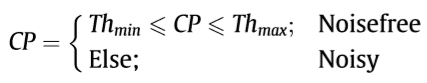 CP = { Th_min ⩽ CP ⩽ Th_max; Noisefree
Else; Noisy